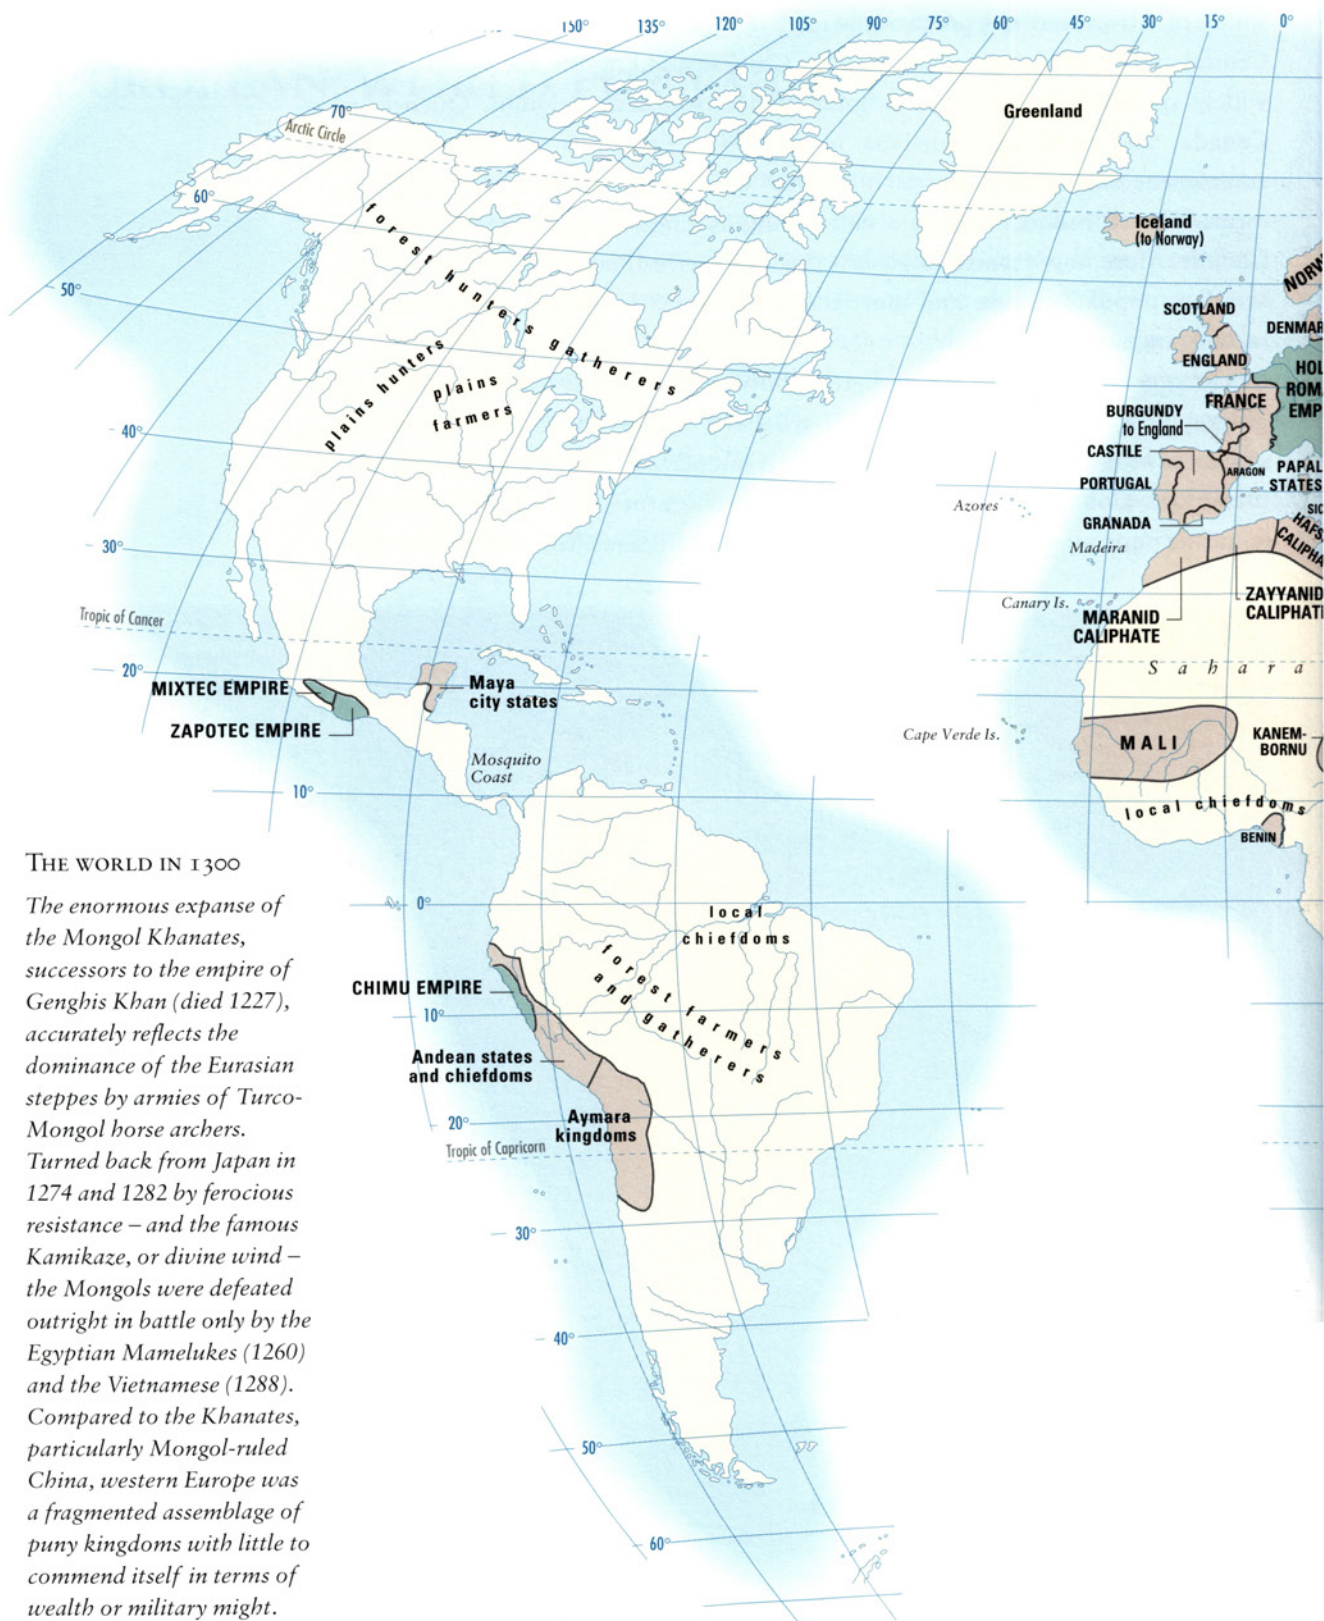 150°
135°
120°
105°
90°
75°
60°
45°
30°
15°
0°
70°
Arctic Circle
60°
50°
40°
30°
Tropic of Cancer
20°
10°
0°
10°
20°
Tropic of Capricorn
30°
40°
50°
60°
Greenland
Iceland
(to Norway)
NORW
SCOTLAND
DENMAR
ENGLAND
HOL
ROM
EMP
FRANCE
BURGUNDY
to England
CASTILE
ARAGON
PAPAL
STATES
PORTUGAL
SIC
GRANADA
HAFS
CALIPHA
Azores
Madeira
Canary Is.
MARANID
CALIPHATE
ZAYYANID
CALIPHAT
Sahara
Cape Verde Is.
MALI
KANEM-
BORNU
local chiefdoms
BENIN
forest hunters gatherers
plains hunters
plains
farmers
MIXTEC EMPIRE
ZAPOTEC EMPIRE
Maya
city states
Mosquito
Coast
local
chiefdoms
forest farmers
and gatherers
CHIMU EMPIRE
Andean states
and chiefdoms
Aymara
kingdoms
THE WORLD IN 1300
The enormous expanse of
the Mongol Khanates,
successors to the empire of
Genghis Khan (died 1227),
accurately reflects the
dominance of the Eurasian
steppes by armies of Turco-
Mongol horse archers.
Turned back from Japan in
1274 and 1282 by ferocious
resistance – and the famous
Kamikaze, or divine wind –
the Mongols were defeated
outright in battle only by the
Egyptian Mamelukes (1260)
and the Vietnamese (1288).
Compared to the Khanates,
particularly Mongol-ruled
China, western Europe was
a fragmented assemblage of
puny kingdoms with little to
commend itself in terms of
wealth or military might.